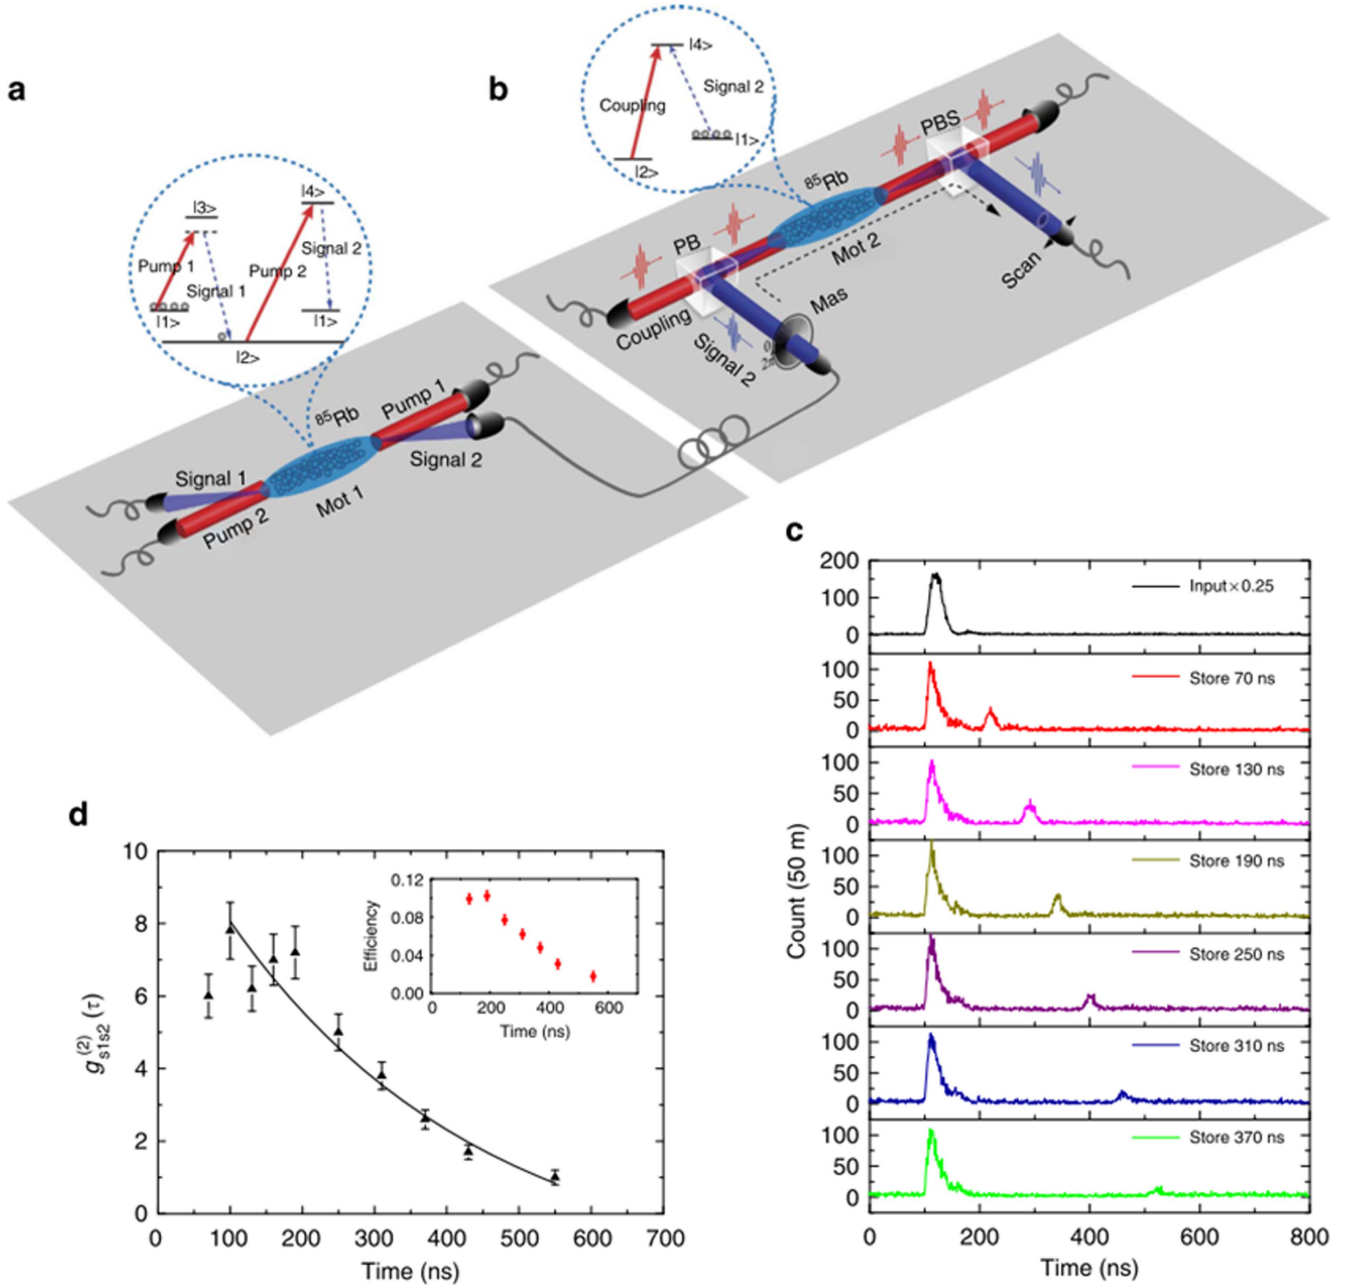 a
|3>
|4>
Pump 1
Signal 1
Pump 2
Signal 2
|1>
|1>
|2>
85Rb
Pump 1
Signal 2
Signal 1
Pump 2
Mot 1
b
|4>
Coupling
Signal 2
|1>
|2>
PBS
85Rb
PB
Mot 2
Scan
Coupling
Signal 2
Mas
c
Input×0.25
Store 70 ns
Store 130 ns
Store 190 ns
Store 250 ns
Store 310 ns
Store 370 ns
200
100
0
100
50
0
100
50
0
100
50
0
100
50
0
100
50
0
100
50
0
Count (50 m)
0 200 400 600 800
Time (ns)
d
10
8
6
4
2
0
g(2)s1s2 (τ)
0 100 200 300 400 500 600 700
Time (ns)
0.12
0.08
0.04
0.00
Efficiency
0 200 400 600
Time (ns)